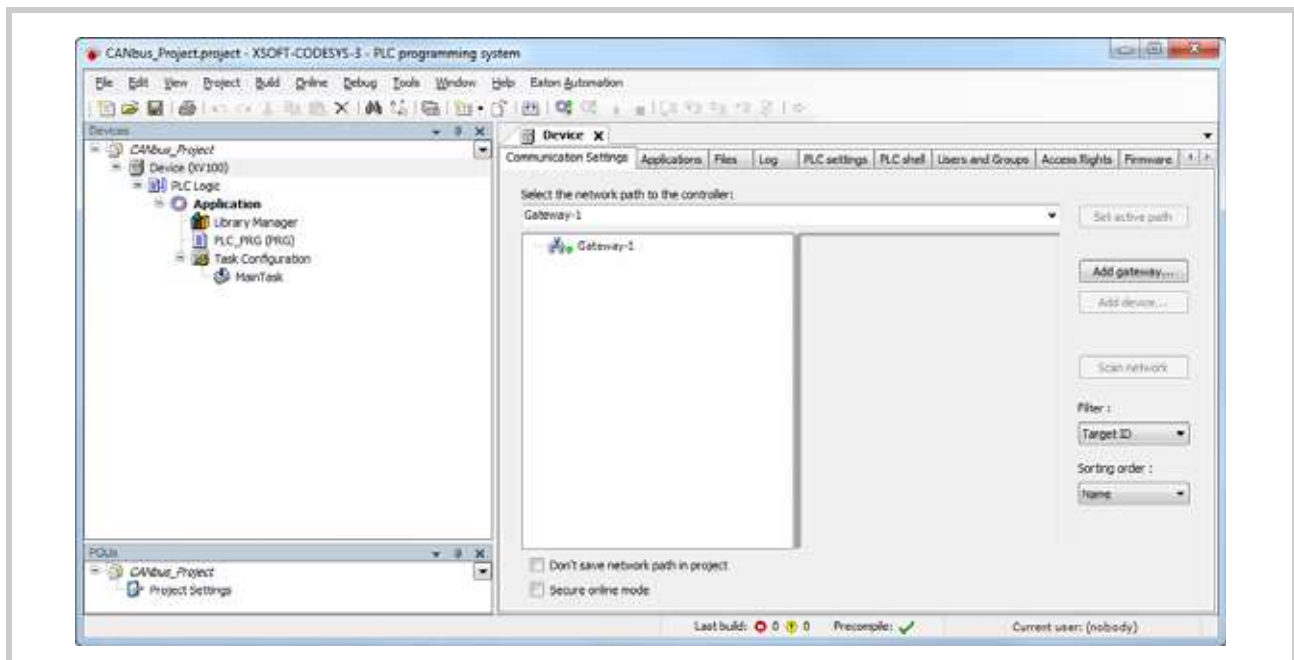 CANbus_Project.project - XSOFT-CODESYS-3 - PLC programming system
File Edit View Project Build Online Debug Tools Window Help Eaton Automation
Devices
CANbus_Project
Device (XV100)
PLC Logic
Application
Library Manager
PLC_PRG (PRG)
Task Configuration
MainTask
POUs
CANbus_Project
Project Settings
Device
Communication Settings Applications Files Log PLC settings PLC shell Users and Groups Access Rights Firmware
Select the network path to the controller:
Gateway-1
Set active path
Gateway-1
Add gateway...
Add device...
Scan network
Filter :
Target ID
Sorting order :
Name
Don't save network path in project
Secure online mode
Last build: 0 0 Precompile: Current user: (nobody)